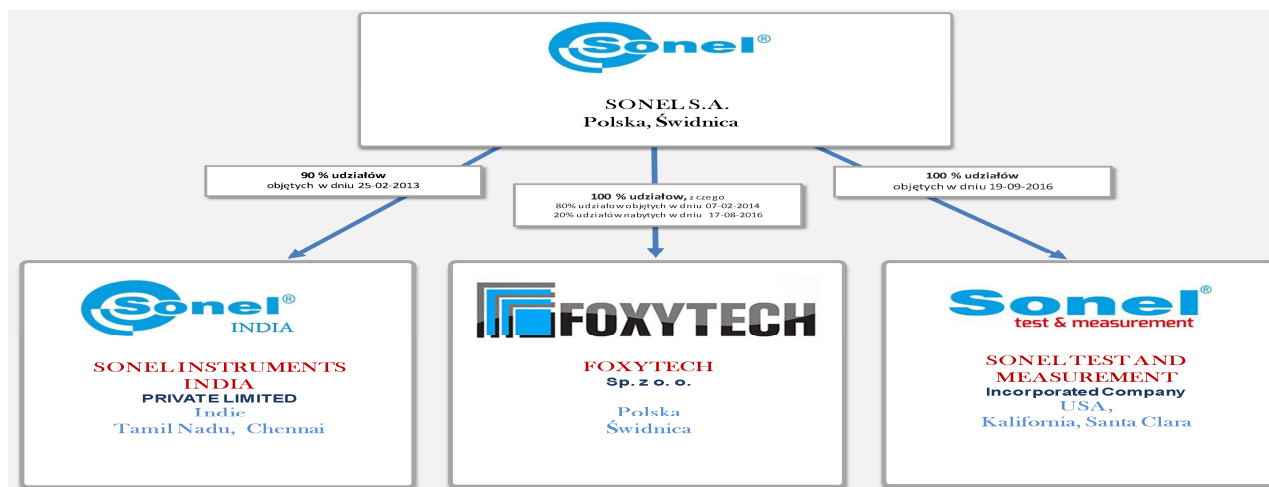 Sonel®
SONEL S.A.
Polska, Świdnica
90 % udziałów
objętych w dniu 25-02-2013
100 % udziałów, z czego
80% udziałow objętych w dniu 07-02-2014
20% udziałów nabytych w dniu 17-08-2016
100 % udziałów
objętych w dniu 19-09-2016
Sonel®
INDIA
SONEL INSTRUMENTS
INDIA
PRIVATE LIMITED
Indie
Tamil Nadu, Chennai
FOXYTECH
FOXYTECH
Sp. z o. o.
Polska
Świdnica
Sonel®
test & measurement
SONEL TEST AND
MEASUREMENT
Incorporated Company
USA,
Kalifornia, Santa Clara